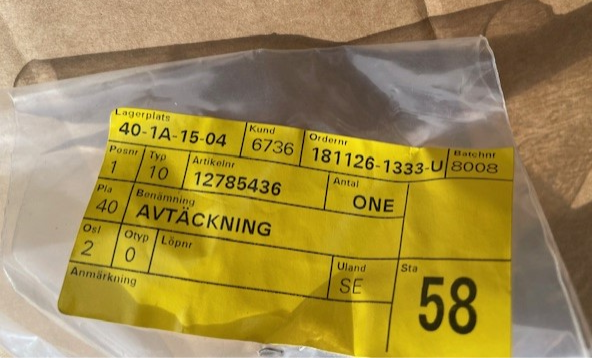 Lagerplats Kund Ordernr Batchnr
40-1A-15-04 6736 181126-1333-U 8008
Posnr Typ Artikelnr Antal
1 10 12785436 ONE
Pla Benämning
40 AVTÄCKNING
Osl Otyp Löpnr Uland Sta
2 0 SE 58
Anmärkning